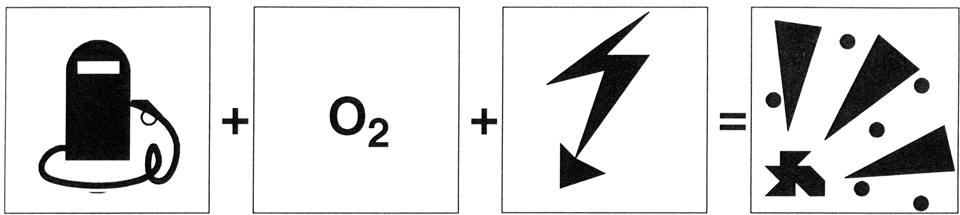 + O₂ + =